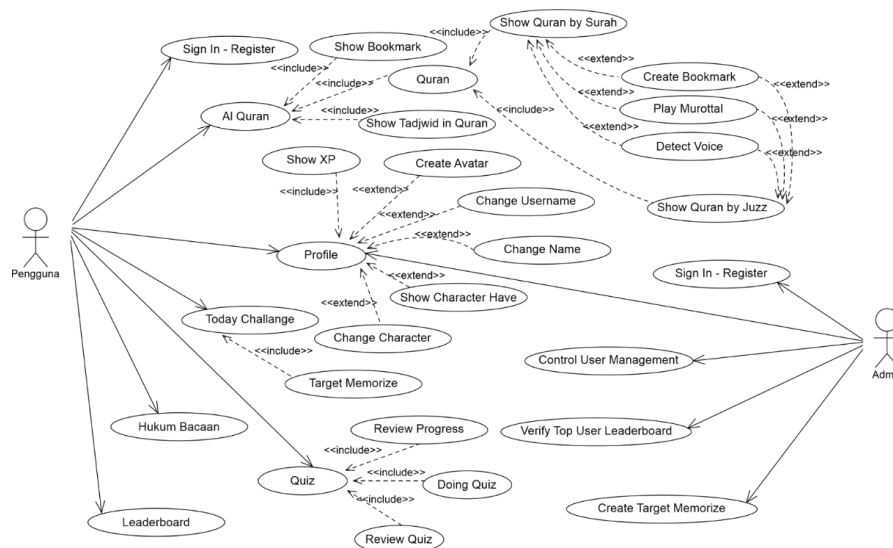 Show Quran by Surah
Show Bookmark
<<include>>
Sign In - Register
<<include>>
<<extend>>
<<include>>
Quran
Create Bookmark
<<extend>>
Al Quran
<<include>>
<<include>>
Play Murottal
Show Tadjwid in Quran
<<extend>>
Detect Voice
<<extend>>
<<extend>>
Show XP
Create Avatar
<<include>>
<<extend>>
Change Username
Show Quran by Juzz
<<extend>>
<<extend>>
Profile
Change Name
Pengguna
Sign In - Register
<<extend>>
Show Character Have
<<extend>>
Today Challange
Change Character
<<include>>
Control User Management
Adm
Target Memorize
Hukum Bacaan
Review Progress
Verify Top User Leaderboard
<<include>>
Quiz
<<include>>
Doing Quiz
<<include>>
Create Target Memorize
Leaderboard
Review Quiz